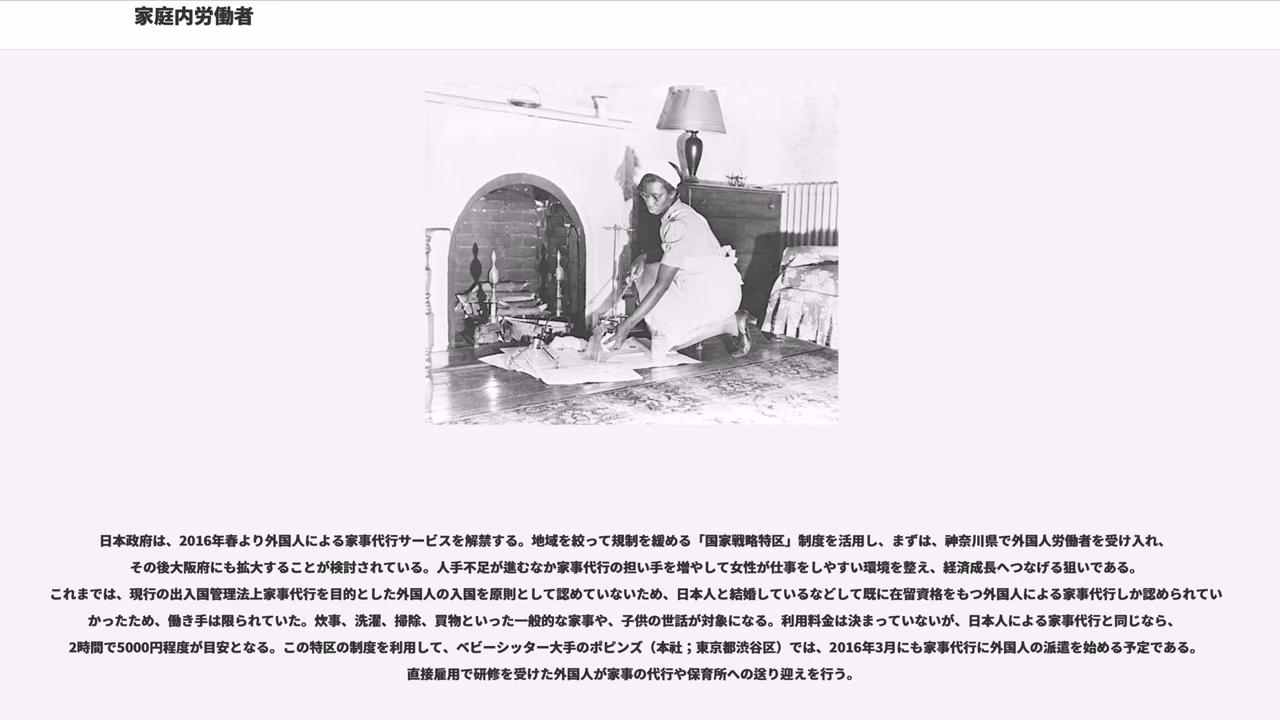 家庭内労働者
日本政府は、2016年春より外国人による家事代行サービスを解禁する。地域を絞って規制を緩める「国家戦略特区」制度を活用し、まずは、神奈川県で外国人労働者を受け入れ、
その後大阪府にも拡大することが検討されている。人手不足が進むなか家事代行の担い手を増やして女性が仕事をしやすい環境を整え、経済成長へつなげる狙いである。
これまでは、現行の出入国管理法上家事代行を目的とした外国人の入国を原則として認めていないため、日本人と結婚しているなどして既に在留資格をもつ外国人による家事代行しか認められてい
かったため、働き手は限られていた。炊事、洗濯、掃除、買物といった一般的な家事や、子供の世話が対象になる。利用料金は決まっていないが、日本人による家事代行と同じなら、
2時間で5000円程度が目安となる。この特区の制度を利用して、ベビーシッター大手のポピンズ（本社；東京都渋谷区）では、2016年3月にも家事代行に外国人の派遣を始める予定である。
直接雇用で研修を受けた外国人が家事の代行や保育所への送り迎えを行う。